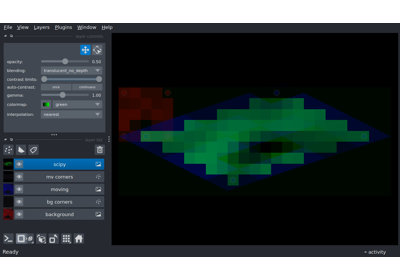 File View Layers Plugins Window Help
opacity: 0.50
blending: translucent_no_depth
contrast limits:
auto-contrast: once continuous
gamma: 1.00
colormap: green
interpolation: nearest
scipy
mv corners
moving
bg corners
background
Ready
activity